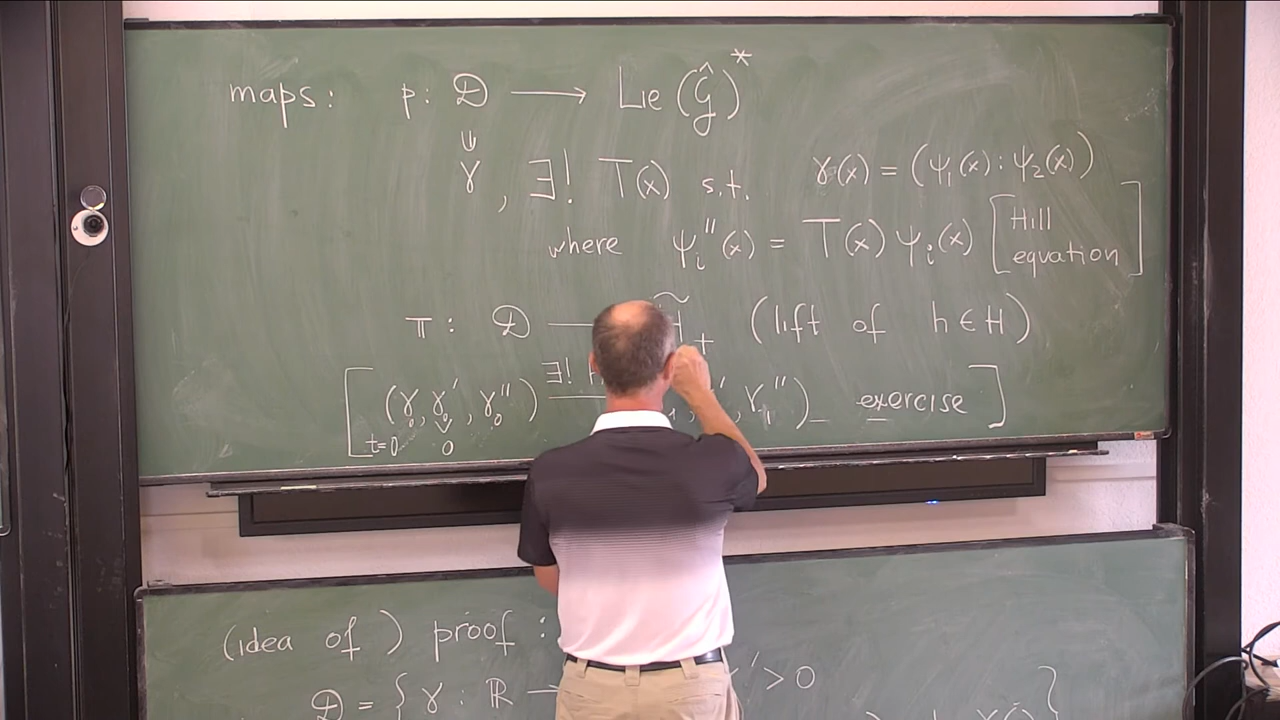 maps: p: 𝒟 ⟶ Lie(Ĝ)*
⋓
γ, ∃! T(x) s.t. γ(x) = (ψ₁(x):ψ₂(x))
where ψᵢ''(x) = T(x) ψᵢ(x) [Hill equation]
π: 𝒟 — H̃₊ (lift of h ∈ H)
[(γ₀, γ₀', γ₀'') ∃! , γ₁'') – exercise]
t=0 ∨ 0
(idea of) proof:
𝒟 = { γ: ℝ – '>0